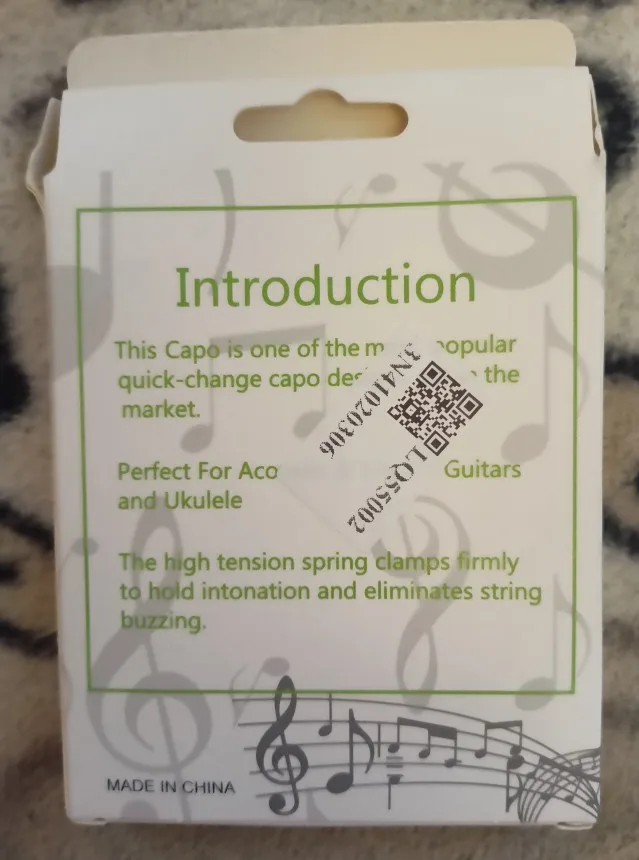 Introduction
This Capo is one of the m popular
quick-change capo des the
market.
3N41020306
LQ55002
Perfect For Aco Guitars
and Ukulele
The high tension spring clamps firmly
to hold intonation and eliminates string
buzzing.
MADE IN CHINA